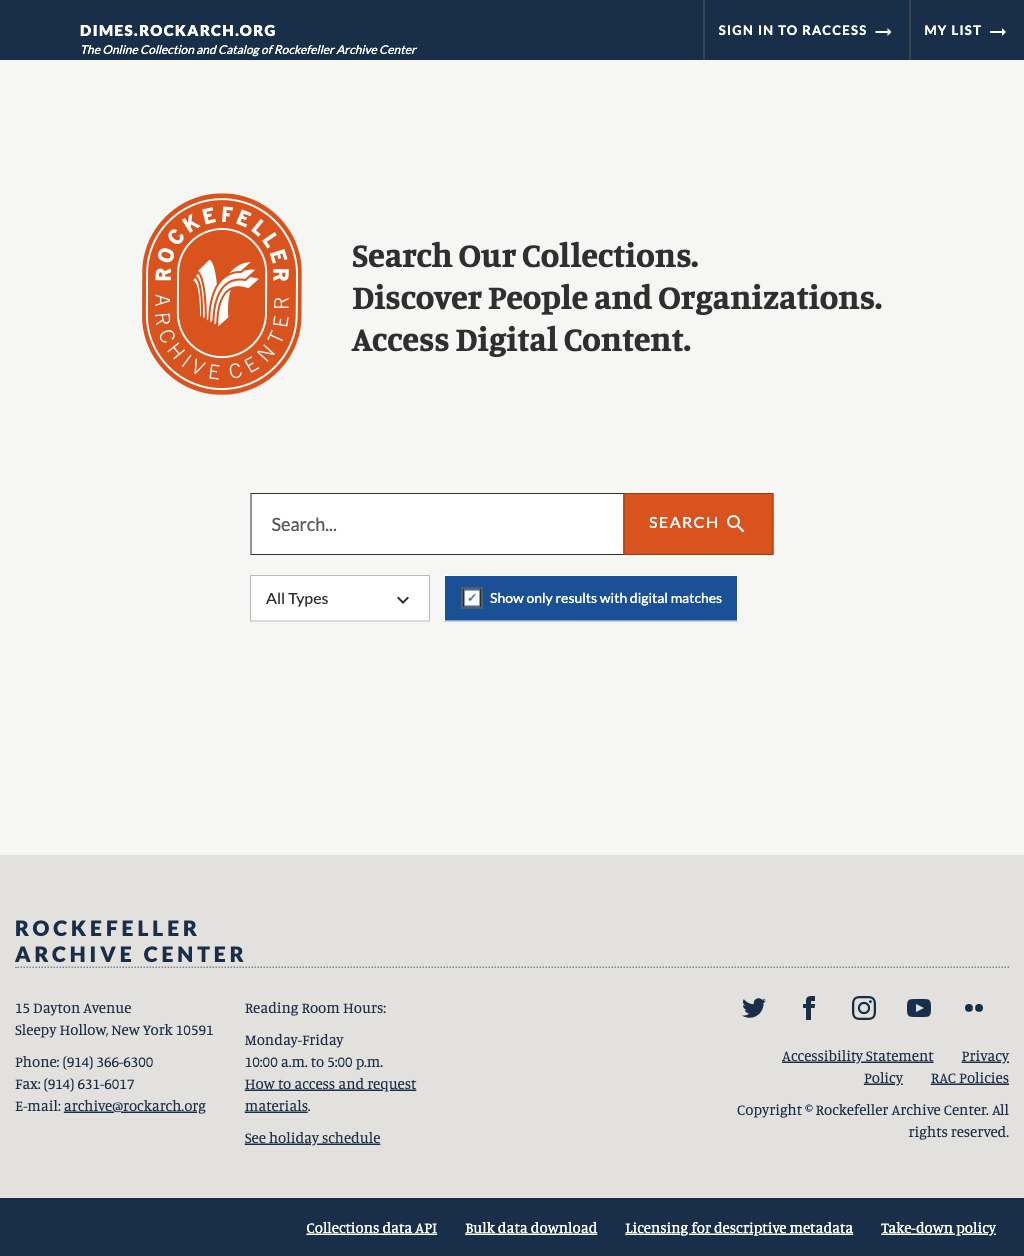 DIMES.ROCKARCH.ORG
The Online Collection and Catalog of Rockefeller Archive Center
SIGN IN TO RACCESS
MY LIST
ROCKEFELLER
ARCHIVE CENTER
Search Our Collections.
Discover People and Organizations.
Access Digital Content.
Search...
SEARCH
All Types
Show only results with digital matches
ROCKEFELLER
ARCHIVE CENTER
15 Dayton Avenue
Sleepy Hollow, New York 10591
Phone: (914) 366-6300
Fax: (914) 631-6017
E-mail: archive@rockarch.org
Reading Room Hours:
Monday-Friday
10:00 a.m. to 5:00 p.m.
How to access and request
materials.
See holiday schedule
Accessibility Statement Privacy
Policy RAC Policies
Copyright © Rockefeller Archive Center. All
rights reserved.
Collections data API Bulk data download Licensing for descriptive metadata Take-down policy